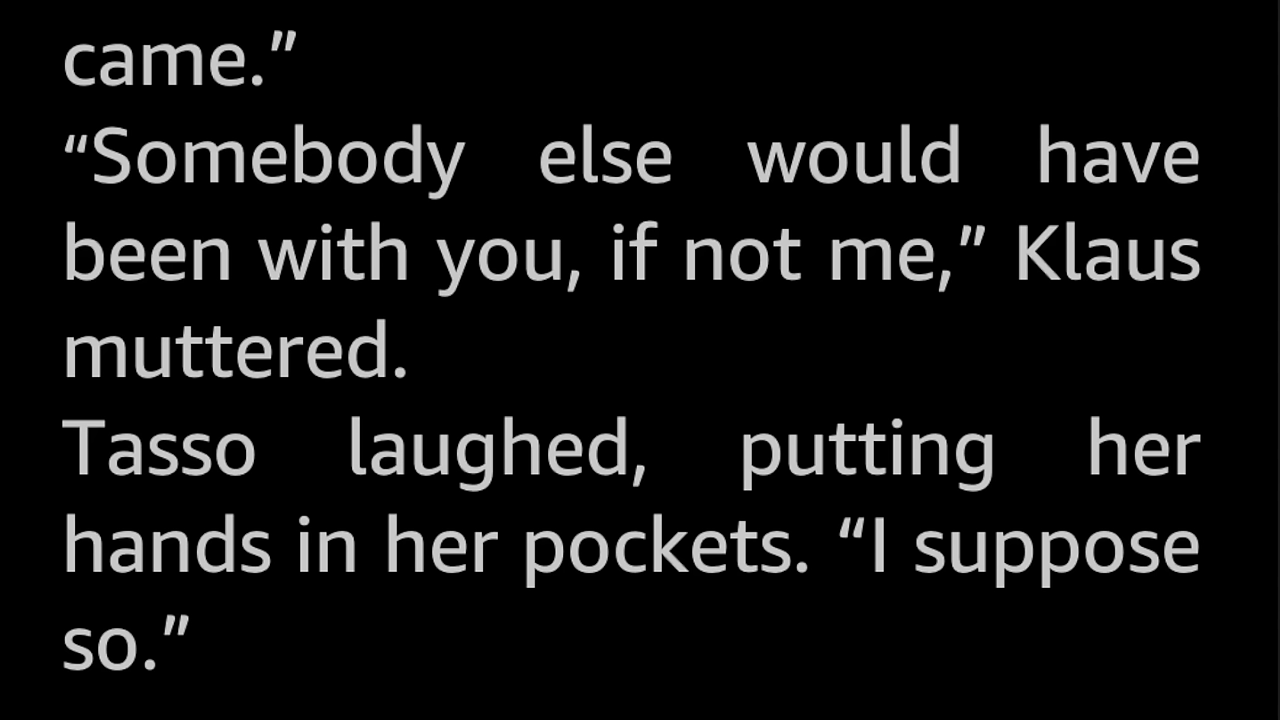 came.”
“Somebody else would have
been with you, if not me,” Klaus
muttered.
Tasso laughed, putting her
hands in her pockets. “I suppose
so.”